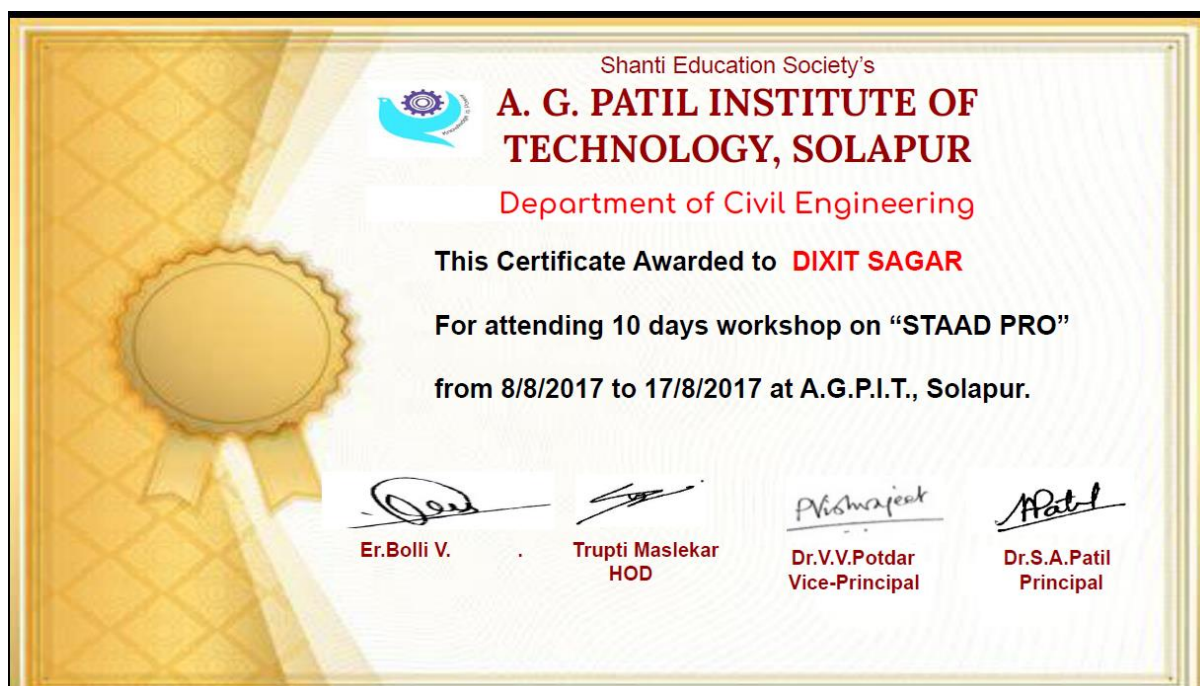 Shanti Education Society’s
A. G. PATIL INSTITUTE OF
TECHNOLOGY, SOLAPUR
Department of Civil Engineering
This Certificate Awarded to DIXIT SAGAR
For attending 10 days workshop on “STAAD PRO”
from 8/8/2017 to 17/8/2017 at A.G.P.I.T., Solapur.
PVishwajeet
APatil
Er.Bolli V. .
Trupti Maslekar
HOD
Dr.V.V.Potdar
Vice-Principal
Dr.S.A.Patil
Principal